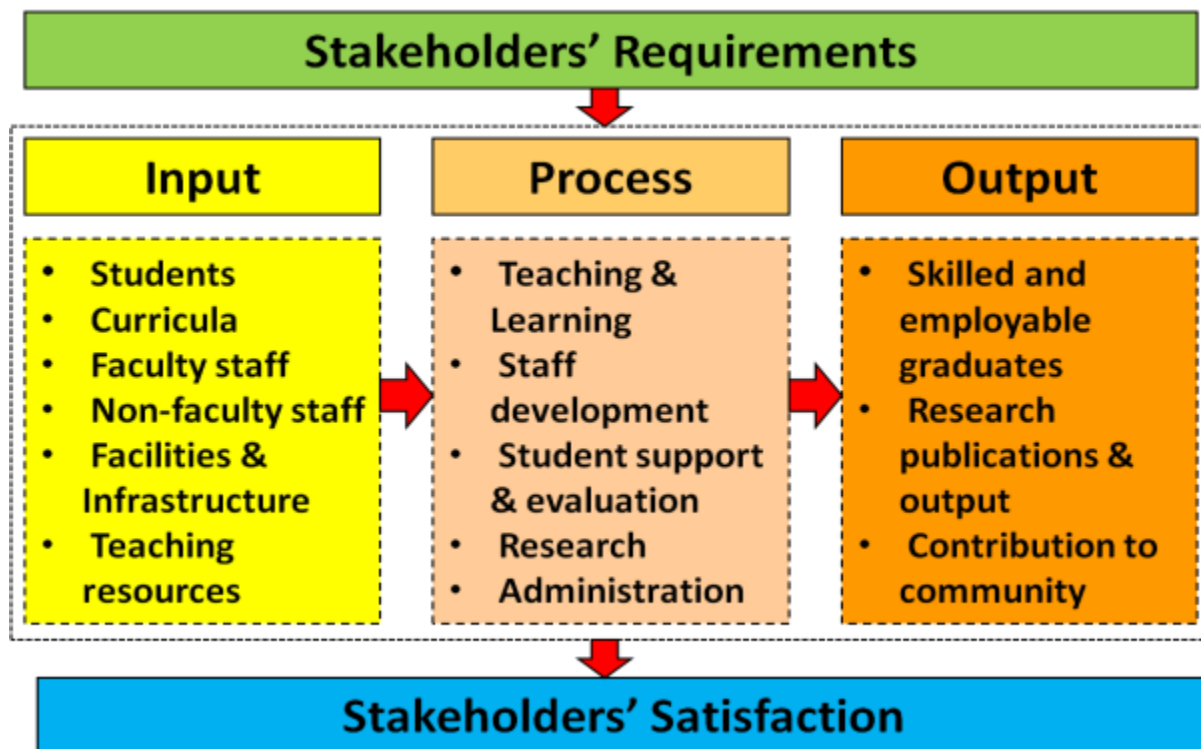 Stakeholders’ Requirements
Input
• Students
• Curricula
• Faculty staff
• Non-faculty staff
• Facilities &
Infrastructure
• Teaching
resources
Process
• Teaching &
Learning
• Staff
development
• Student support
& evaluation
• Research
• Administration
Output
• Skilled and
employable
graduates
• Research
publications &
output
• Contribution to
community
Stakeholders’ Satisfaction